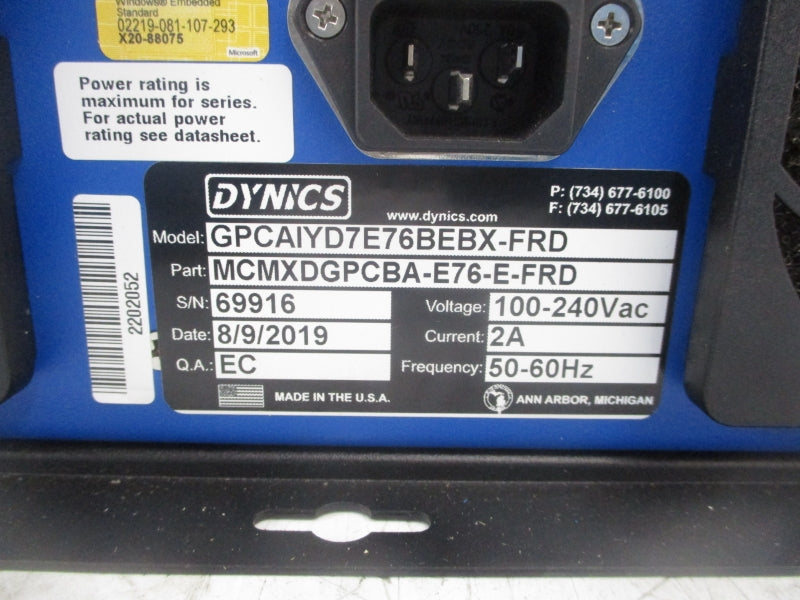 Windows® Embedded
Standard
02219-081-107-293
X20-88075
Microsoft
Power rating is
maximum for series.
For actual power
rating see datasheet.
2202052
DYNICS
www.dynics.com
P: (734) 677-6100
F: (734) 677-6105
Model: GPCAIYD7E76BEBX-FRD
Part: MCMXDGPCBA-E76-E-FRD
S/N: 69916 Voltage: 100-240Vac
Date: 8/9/2019 Current: 2A
Q.A.: EC Frequency: 50-60Hz
MADE IN THE U.S.A. ANN ARBOR, MICHIGAN